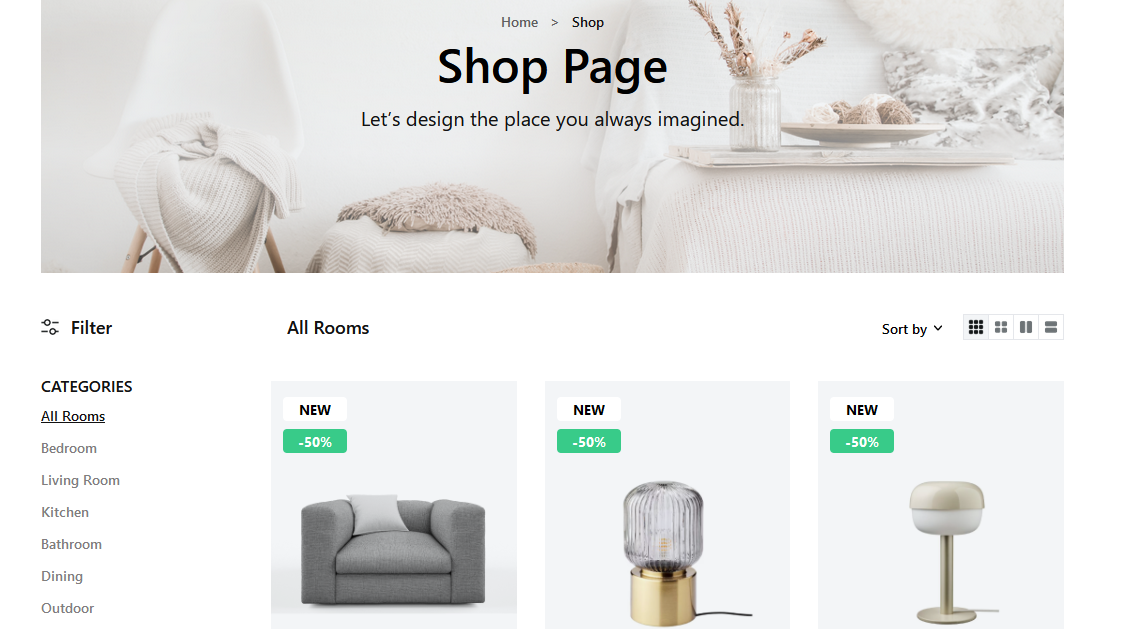 Home > Shop
Shop Page
Let’s design the place you always imagined.
Filter
All Rooms
Sort by
CATEGORIES
All Rooms
Bedroom
Living Room
Kitchen
Bathroom
Dining
Outdoor
NEW
-50%
NEW
-50%
NEW
-50%